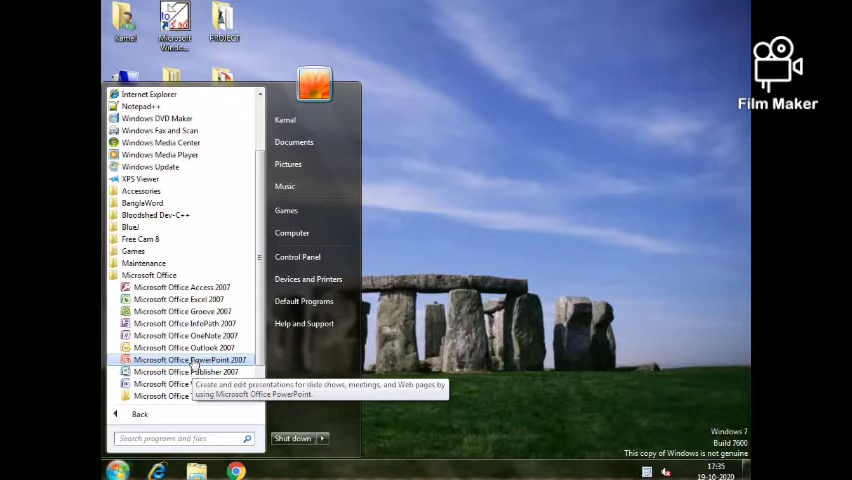 Kamal
Microsoft
Windo...
PROJECT
Film Maker
Internet Explorer
Notepad++
Windows DVD Maker
Windows Fax and Scan
Windows Media Center
Windows Media Player
Windows Update
XPS Viewer
Accessories
BanglaWord
Bloodshed Dev-C++
BlueJ
Free Cam 8
Games
Maintenance
Microsoft Office
Microsoft Office Access 2007
Microsoft Office Excel 2007
Microsoft Office Groove 2007
Microsoft Office InfoPath 2007
Microsoft Office OneNote 2007
Microsoft Office Outlook 2007
Microsoft Office PowerPoint 2007
Microsoft Office Publisher 2007
Microsoft Office
Microsoft Office
Create and edit presentations for slide shows, meetings, and Web pages by
using Microsoft Office PowerPoint.
Back
Search programs and files
Kamal
Documents
Pictures
Music
Games
Computer
Control Panel
Devices and Printers
Default Programs
Help and Support
Shut down
Windows 7
Build 7600
This copy of Windows is not genuine
17:35
19-10-2020